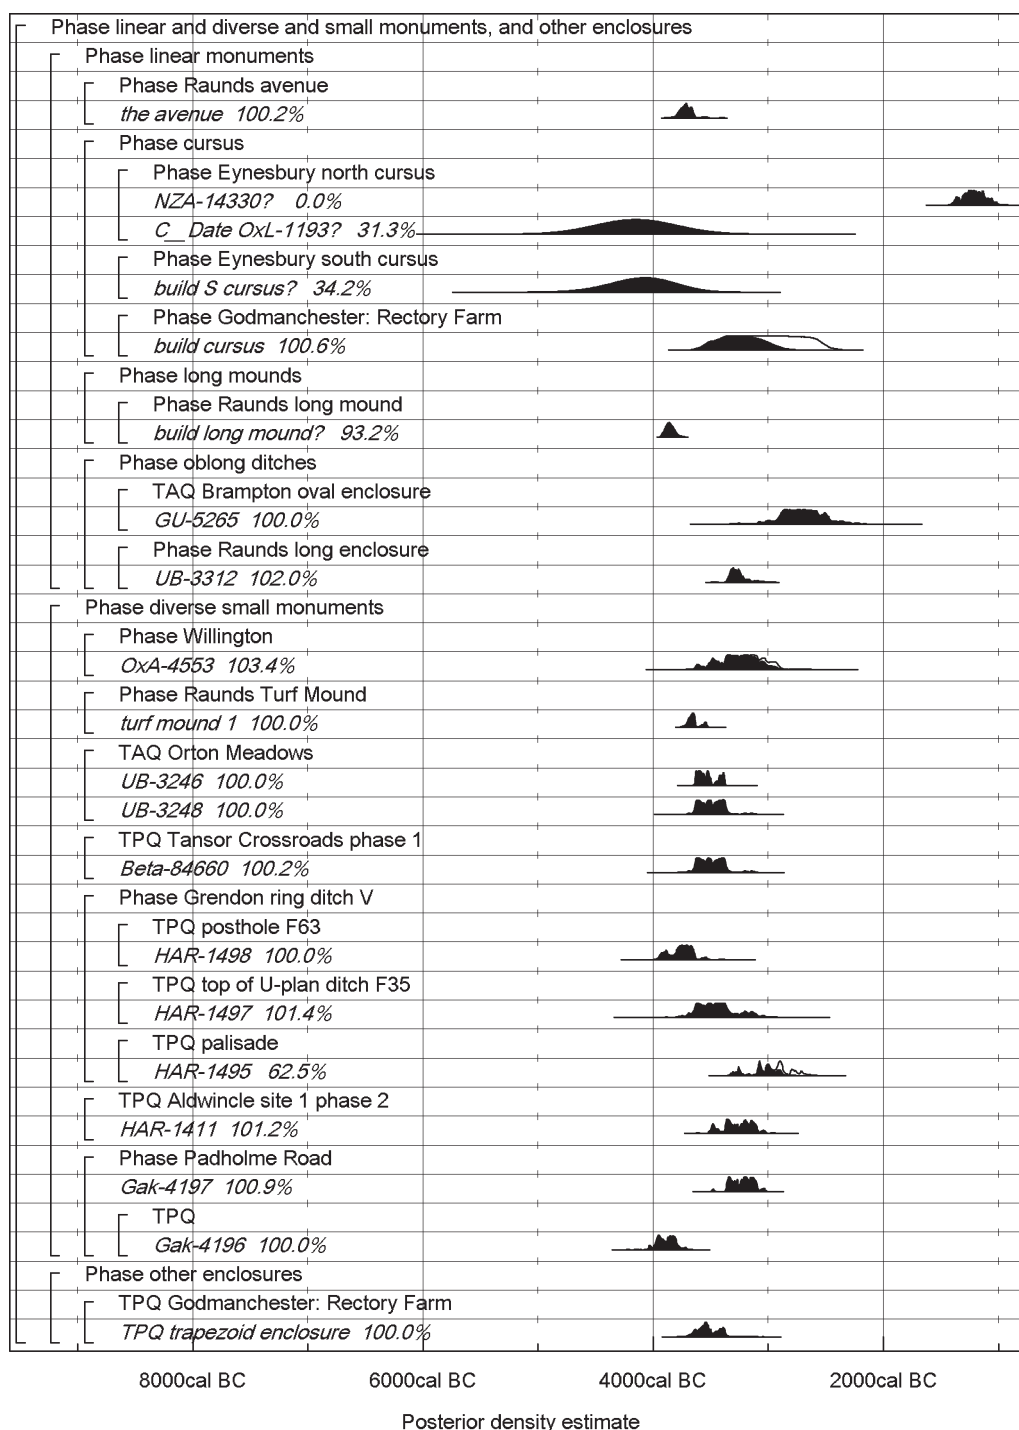 Phase linear and diverse and small monuments, and other enclosures
Phase linear monuments
Phase Raunds avenue
the avenue 100.2%
Phase cursus
Phase Eynesbury north cursus
NZA-14330? 0.0%
C__Date OxL-1193? 31.3%
Phase Eynesbury south cursus
build S cursus? 34.2%
Phase Godmanchester: Rectory Farm
build cursus 100.6%
Phase long mounds
Phase Raunds long mound
build long mound? 93.2%
Phase oblong ditches
TAQ Brampton oval enclosure
GU-5265 100.0%
Phase Raunds long enclosure
UB-3312 102.0%
Phase diverse small monuments
Phase Willington
OxA-4553 103.4%
Phase Raunds Turf Mound
turf mound 1 100.0%
TAQ Orton Meadows
UB-3246 100.0%
UB-3248 100.0%
TPQ Tansor Crossroads phase 1
Beta-84660 100.2%
Phase Grendon ring ditch V
TPQ posthole F63
HAR-1498 100.0%
TPQ top of U-plan ditch F35
HAR-1497 101.4%
TPQ palisade
HAR-1495 62.5%
TPQ Aldwincle site 1 phase 2
HAR-1411 101.2%
Phase Padholme Road
Gak-4197 100.9%
TPQ
Gak-4196 100.0%
Phase other enclosures
TPQ Godmanchester: Rectory Farm
TPQ trapezoid enclosure 100.0%
8000cal BC 6000cal BC 4000cal BC 2000cal BC
Posterior density estimate